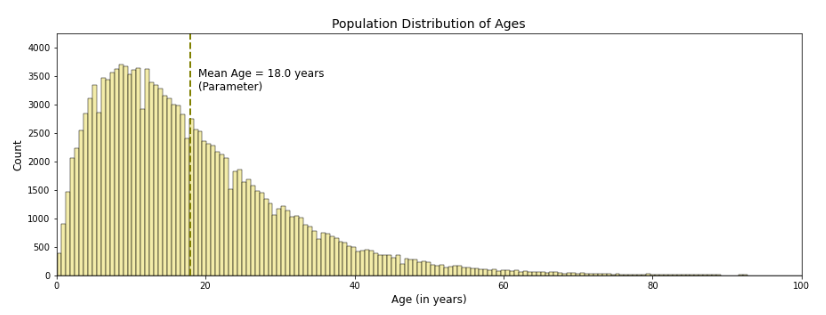 Population Distribution of Ages
4000
3500
3000
2500
2000
1500
1000
500
0
Count
Mean Age = 18.0 years
(Parameter)
0 20 40 60 80 100
Age (in years)